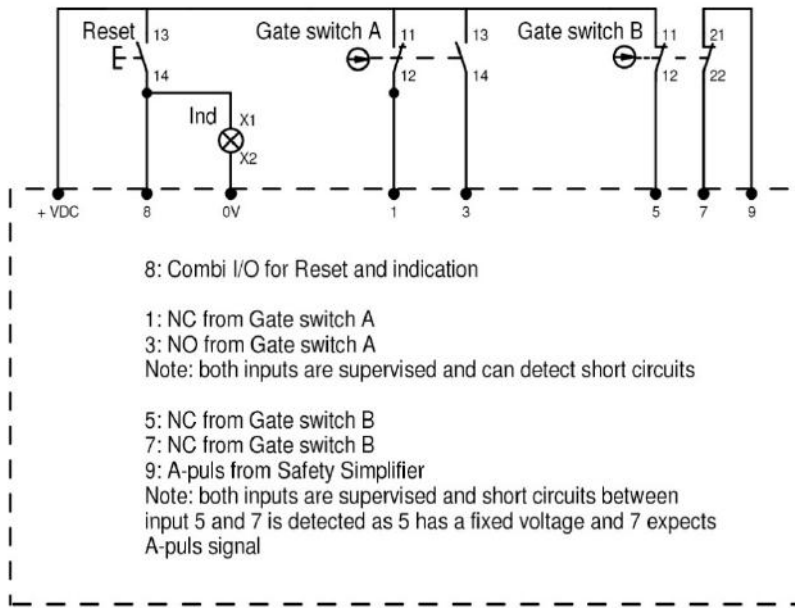 Reset 13 Gate switch A 11 13 Gate switch B 11 21
14 12 14 12 22
Ind X1
X2
+ VDC 8 0V 1 3 5 7 9
8: Combi I/O for Reset and indication
1: NC from Gate switch A
3: NO from Gate switch A
Note: both inputs are supervised and can detect short circuits
5: NC from Gate switch B
7: NC from Gate switch B
9: A-puls from Safety Simplifier
Note: both inputs are supervised and short circuits between
input 5 and 7 is detected as 5 has a fixed voltage and 7 expects
A-puls signal